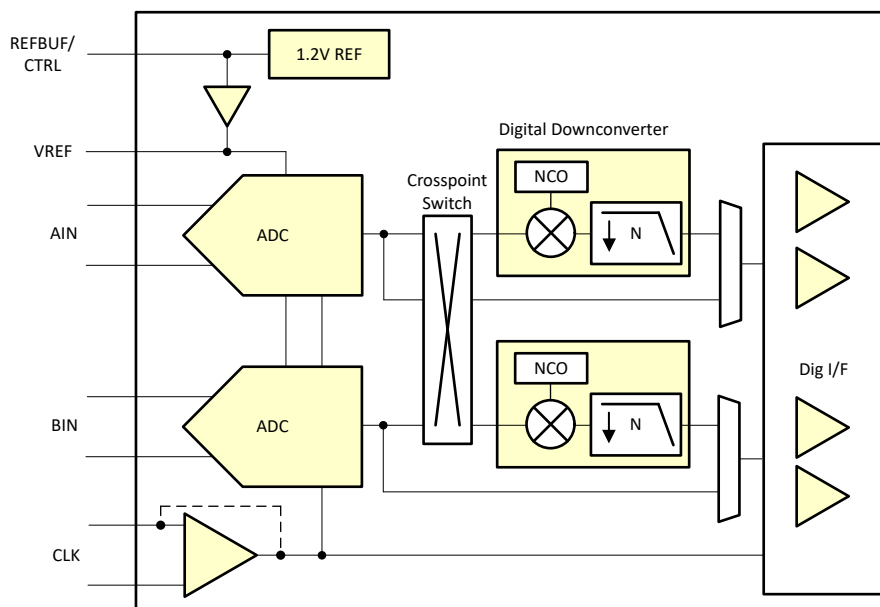 REFBUF/
CTRL
1.2V REF
VREF
Digital Downconverter
Crosspoint
Switch
NCO
AIN
ADC
N
NCO
Dig I/F
BIN
ADC
N
CLK